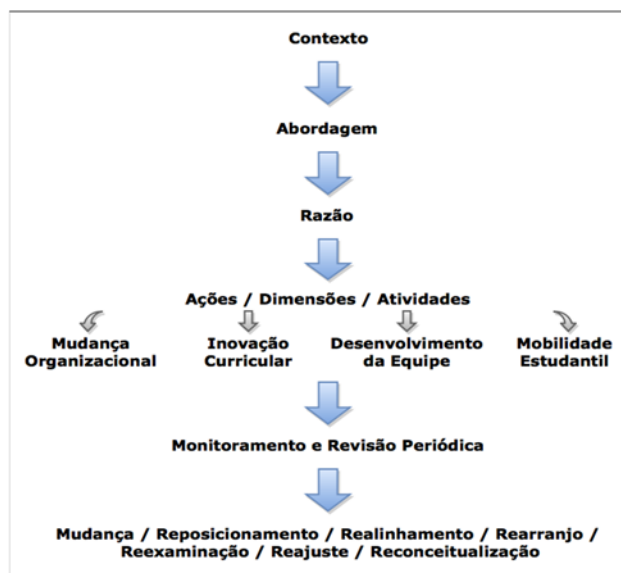 Contexto
Abordagem
Razão
Ações / Dimensões / Atividades
Mudança Organizacional
Inovação Curricular
Desenvolvimento da Equipe
Mobilidade Estudantil
Monitoramento e Revisão Periódica
Mudança / Reposicionamento / Realinhamento / Rearranjo /
Reexaminação / Reajuste / Reconceitualização